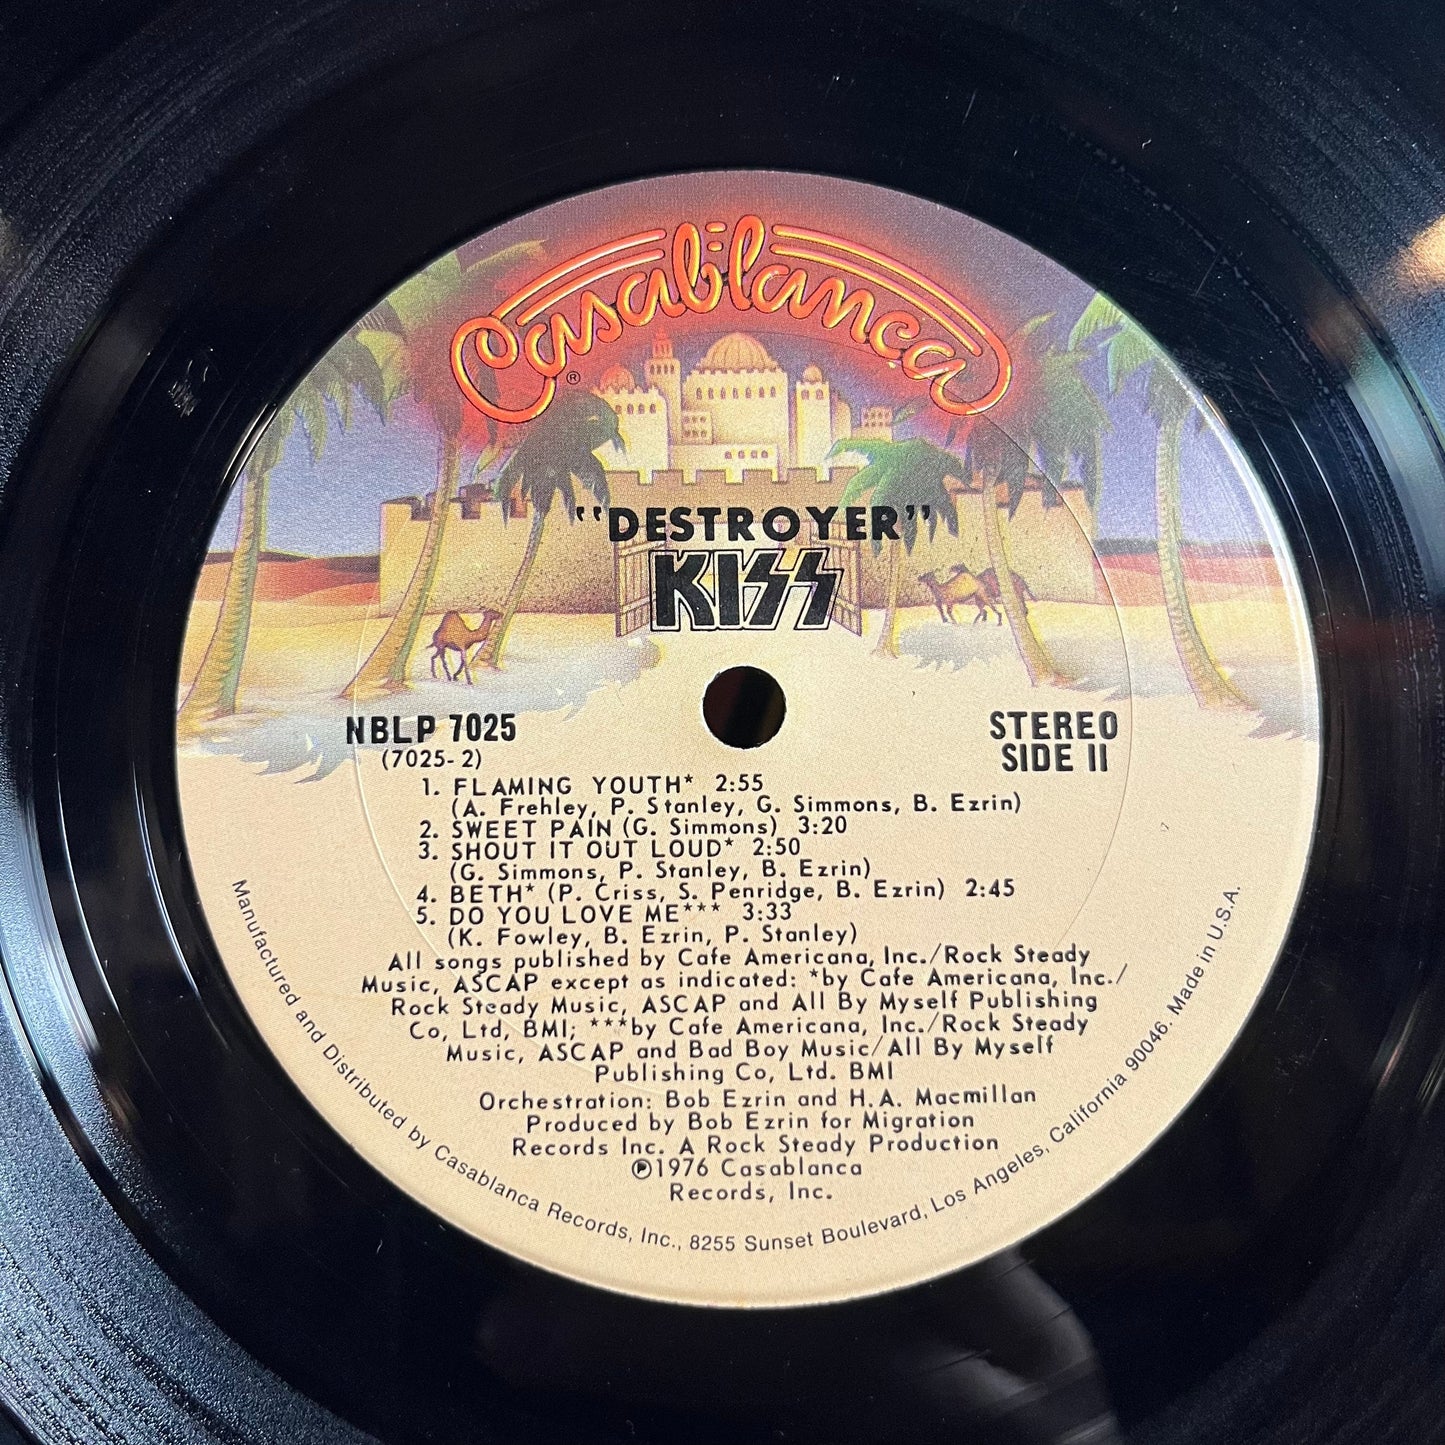 Casablanca
®
"DESTROYER"
KISS
NBLP 7025
(7025-2)
STEREO
SIDE II
1. FLAMING YOUTH* 2:55
(A. Frehley, P. Stanley, G. Simmons, B. Ezrin)
2. SWEET PAIN (G. Simmons) 3:20
3. SHOUT IT OUT LOUD* 2:50
(G. Simmons, P. Stanley, B. Ezrin)
4. BETH* (P. Criss, S. Penridge, B. Ezrin) 2:45
5. DO YOU LOVE ME*** 3:33
(K. Fowley, B. Ezrin, P. Stanley)
All songs published by Cafe Americana, Inc./Rock Steady
Music, ASCAP except as indicated: *by Cafe Americana, Inc./
Rock Steady Music, ASCAP and All By Myself Publishing
Co, Ltd, BMI; ***by Cafe Americana, Inc./Rock Steady
Music, ASCAP and Bad Boy Music/All By Myself
Publishing Co, Ltd. BMI
Orchestration: Bob Ezrin and H.A. Macmillan
Produced by Bob Ezrin for Migration
Records Inc. A Rock Steady Production
℗1976 Casablanca
Records, Inc.
Manufactured and Distributed by Casablanca Records, Inc., 8255 Sunset Boulevard, Los Angeles, California 90046. Made in U.S.A.